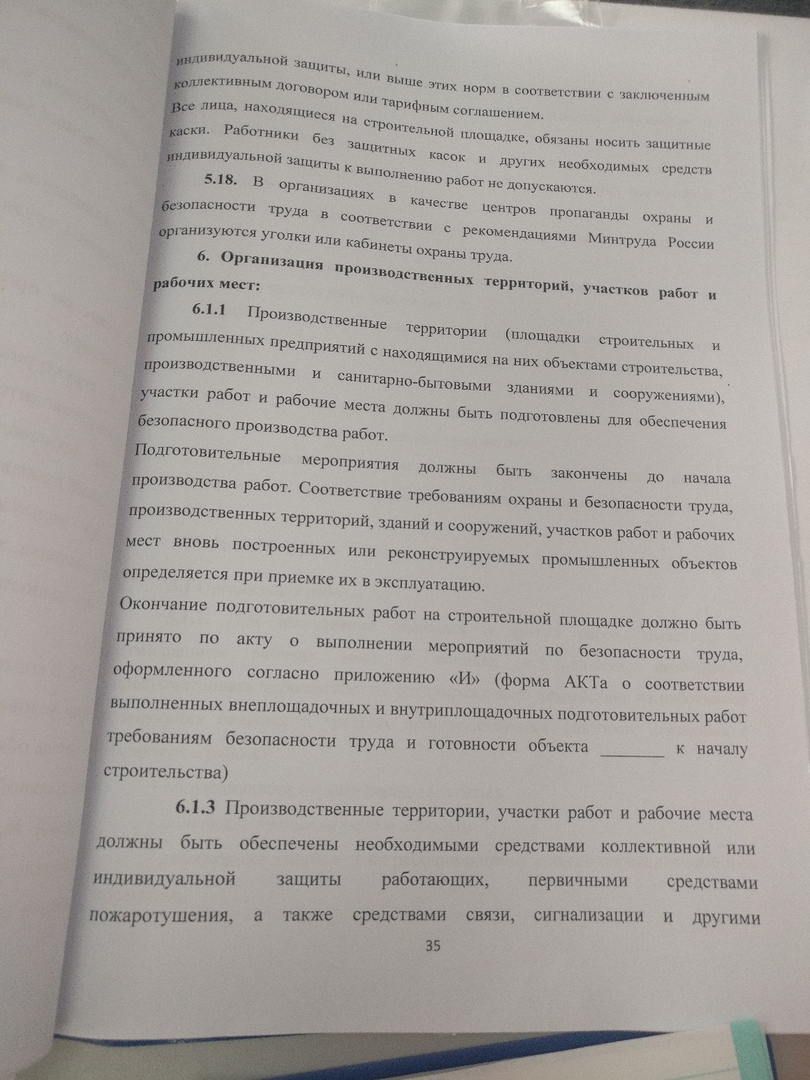 индивидуальной защиты, или выше этих норм в соответствии с заключенным
коллективным договором или тарифным соглашением.
Все лица, находящиеся на строительной площадке, обязаны носить защитные
каски. Работники без защитных касок и других необходимых средств
индивидуальной защиты к выполнению работ не допускаются.
5.18. В организациях в качестве центров пропаганды охраны и
безопасности труда в соответствии с рекомендациями Минтруда России
организуются уголки или кабинеты охраны труда.
6. Организация производственных территорий, участков работ и
рабочих мест:
6.1.1 Производственные территории (площадки строительных и
промышленных предприятий с находящимися на них объектами строительства,
производственными и санитарно-бытовыми зданиями и сооружениями),
участки работ и рабочие места должны быть подготовлены для обеспечения
безопасного производства работ.
Подготовительные мероприятия должны быть закончены до начала
производства работ. Соответствие требованиям охраны и безопасности труда,
производственных территорий, зданий и сооружений, участков работ и рабочих
мест вновь построенных или реконструируемых промышленных объектов
определяется при приемке их в эксплуатацию.
Окончание подготовительных работ на строительной площадке должно быть
принято по акту о выполнении мероприятий по безопасности труда,
оформленного согласно приложению «И» (форма АКТа о соответствии
выполненных внеплощадочных и внутриплощадочных подготовительных работ
требованиям безопасности труда и готовности объекта _______ к началу
строительства)
6.1.3 Производственные территории, участки работ и рабочие места
должны быть обеспечены необходимыми средствами коллективной или
индивидуальной защиты работающих, первичными средствами
пожаротушения, а также средствами связи, сигнализации и другими
35